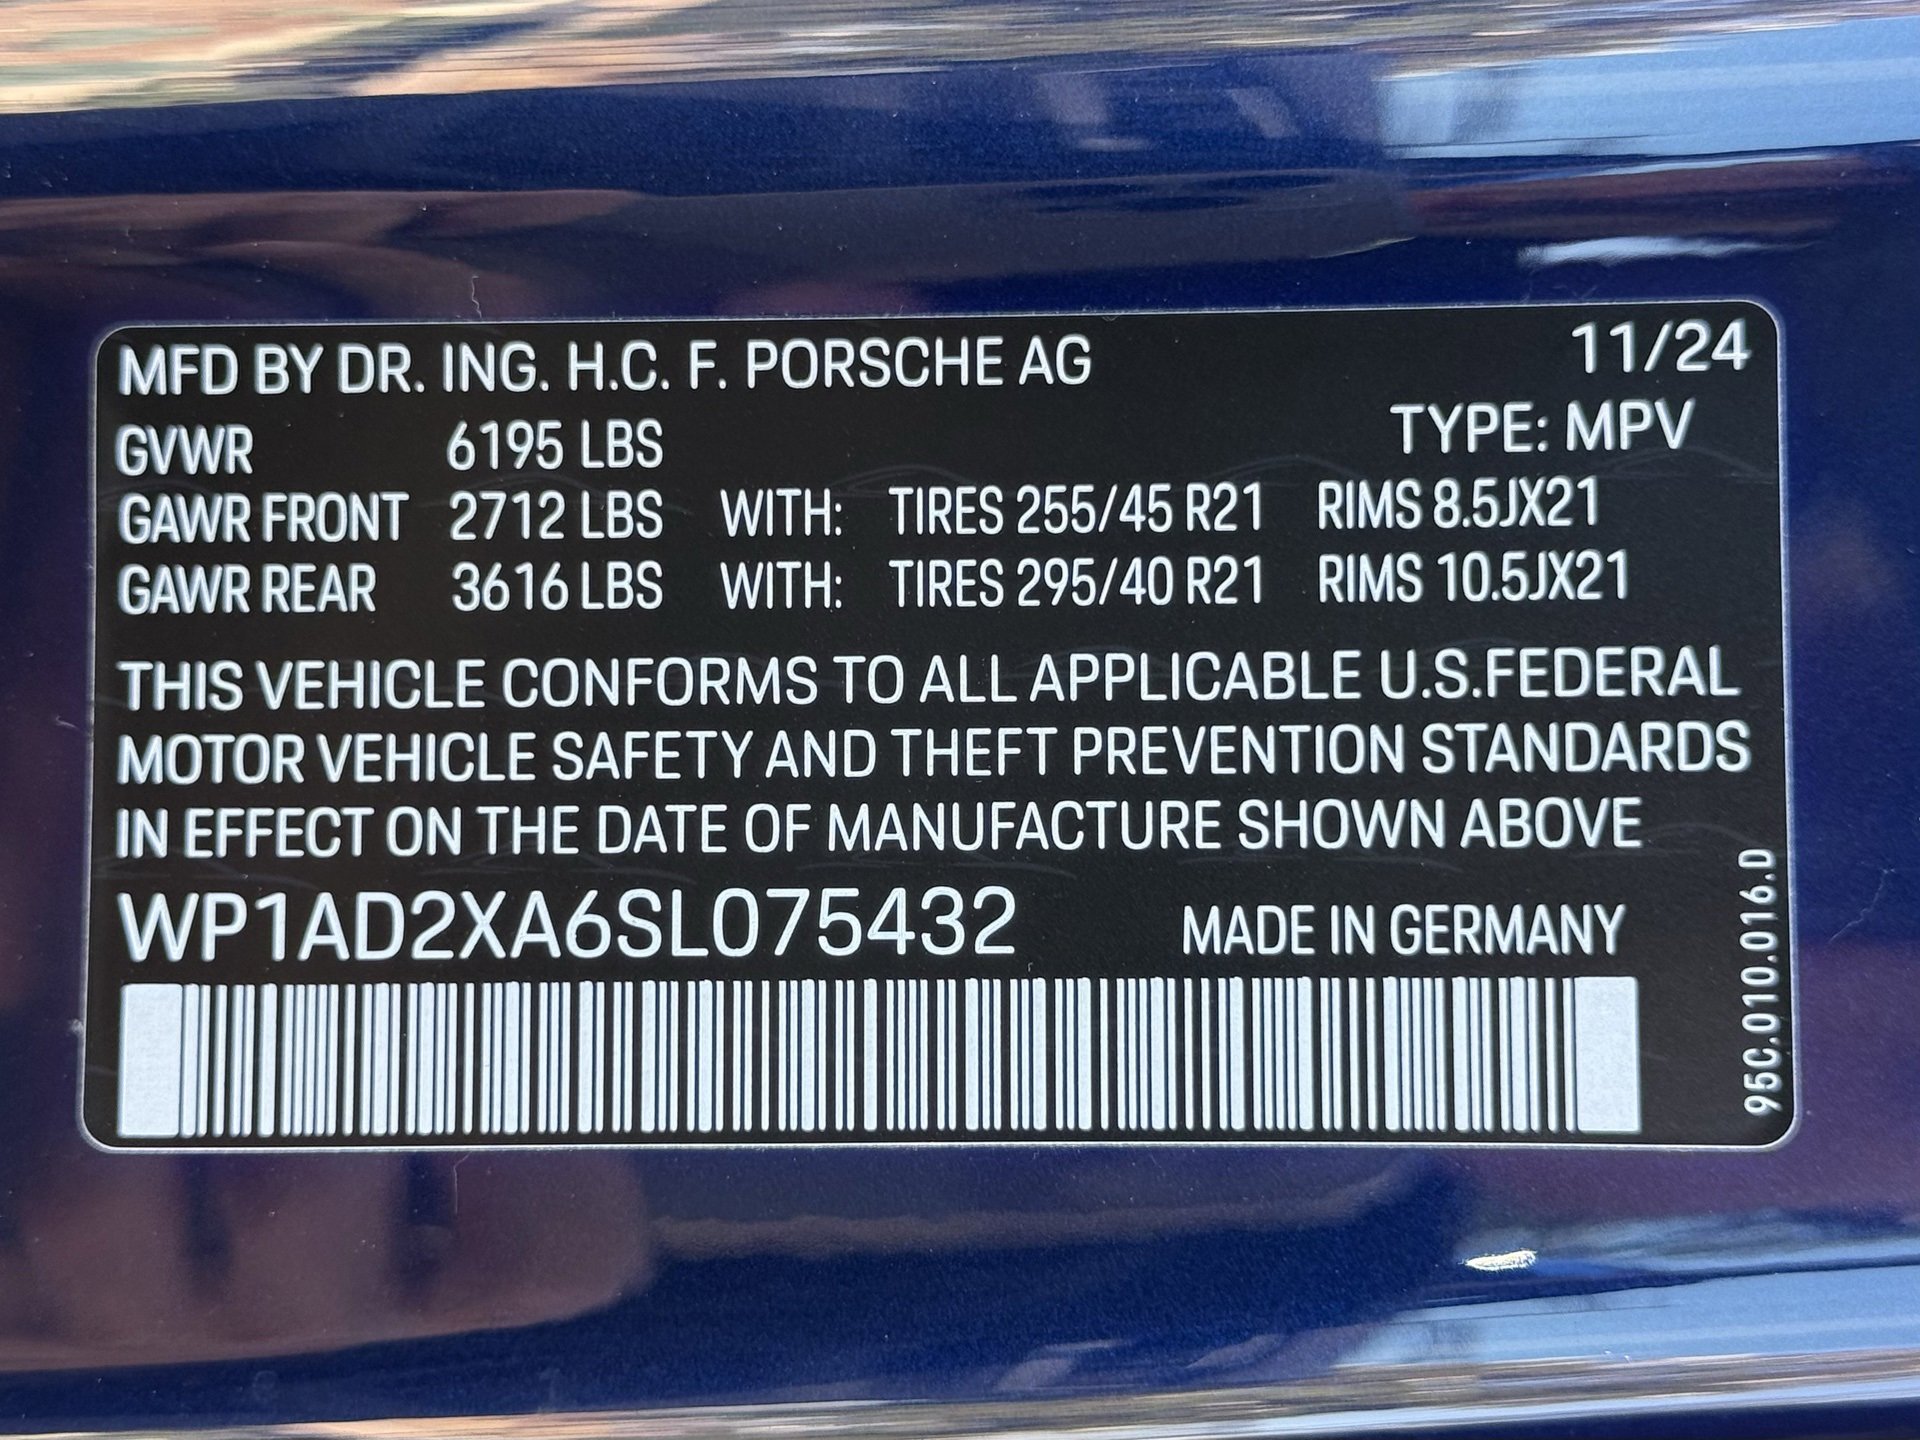 MFD BY DR. ING. H.C. F. PORSCHE AG 11/24
GVWR 6195 LBS TYPE: MPV
GAWR FRONT 2712 LBS WITH: TIRES 255/45 R21 RIMS 8.5JX21
GAWR REAR 3616 LBS WITH: TIRES 295/40 R21 RIMS 10.5JX21
THIS VEHICLE CONFORMS TO ALL APPLICABLE U.S.FEDERAL
MOTOR VEHICLE SAFETY AND THEFT PREVENTION STANDARDS
IN EFFECT ON THE DATE OF MANUFACTURE SHOWN ABOVE
WP1AD2XA6SL075432 MADE IN GERMANY
95C.010.016.D